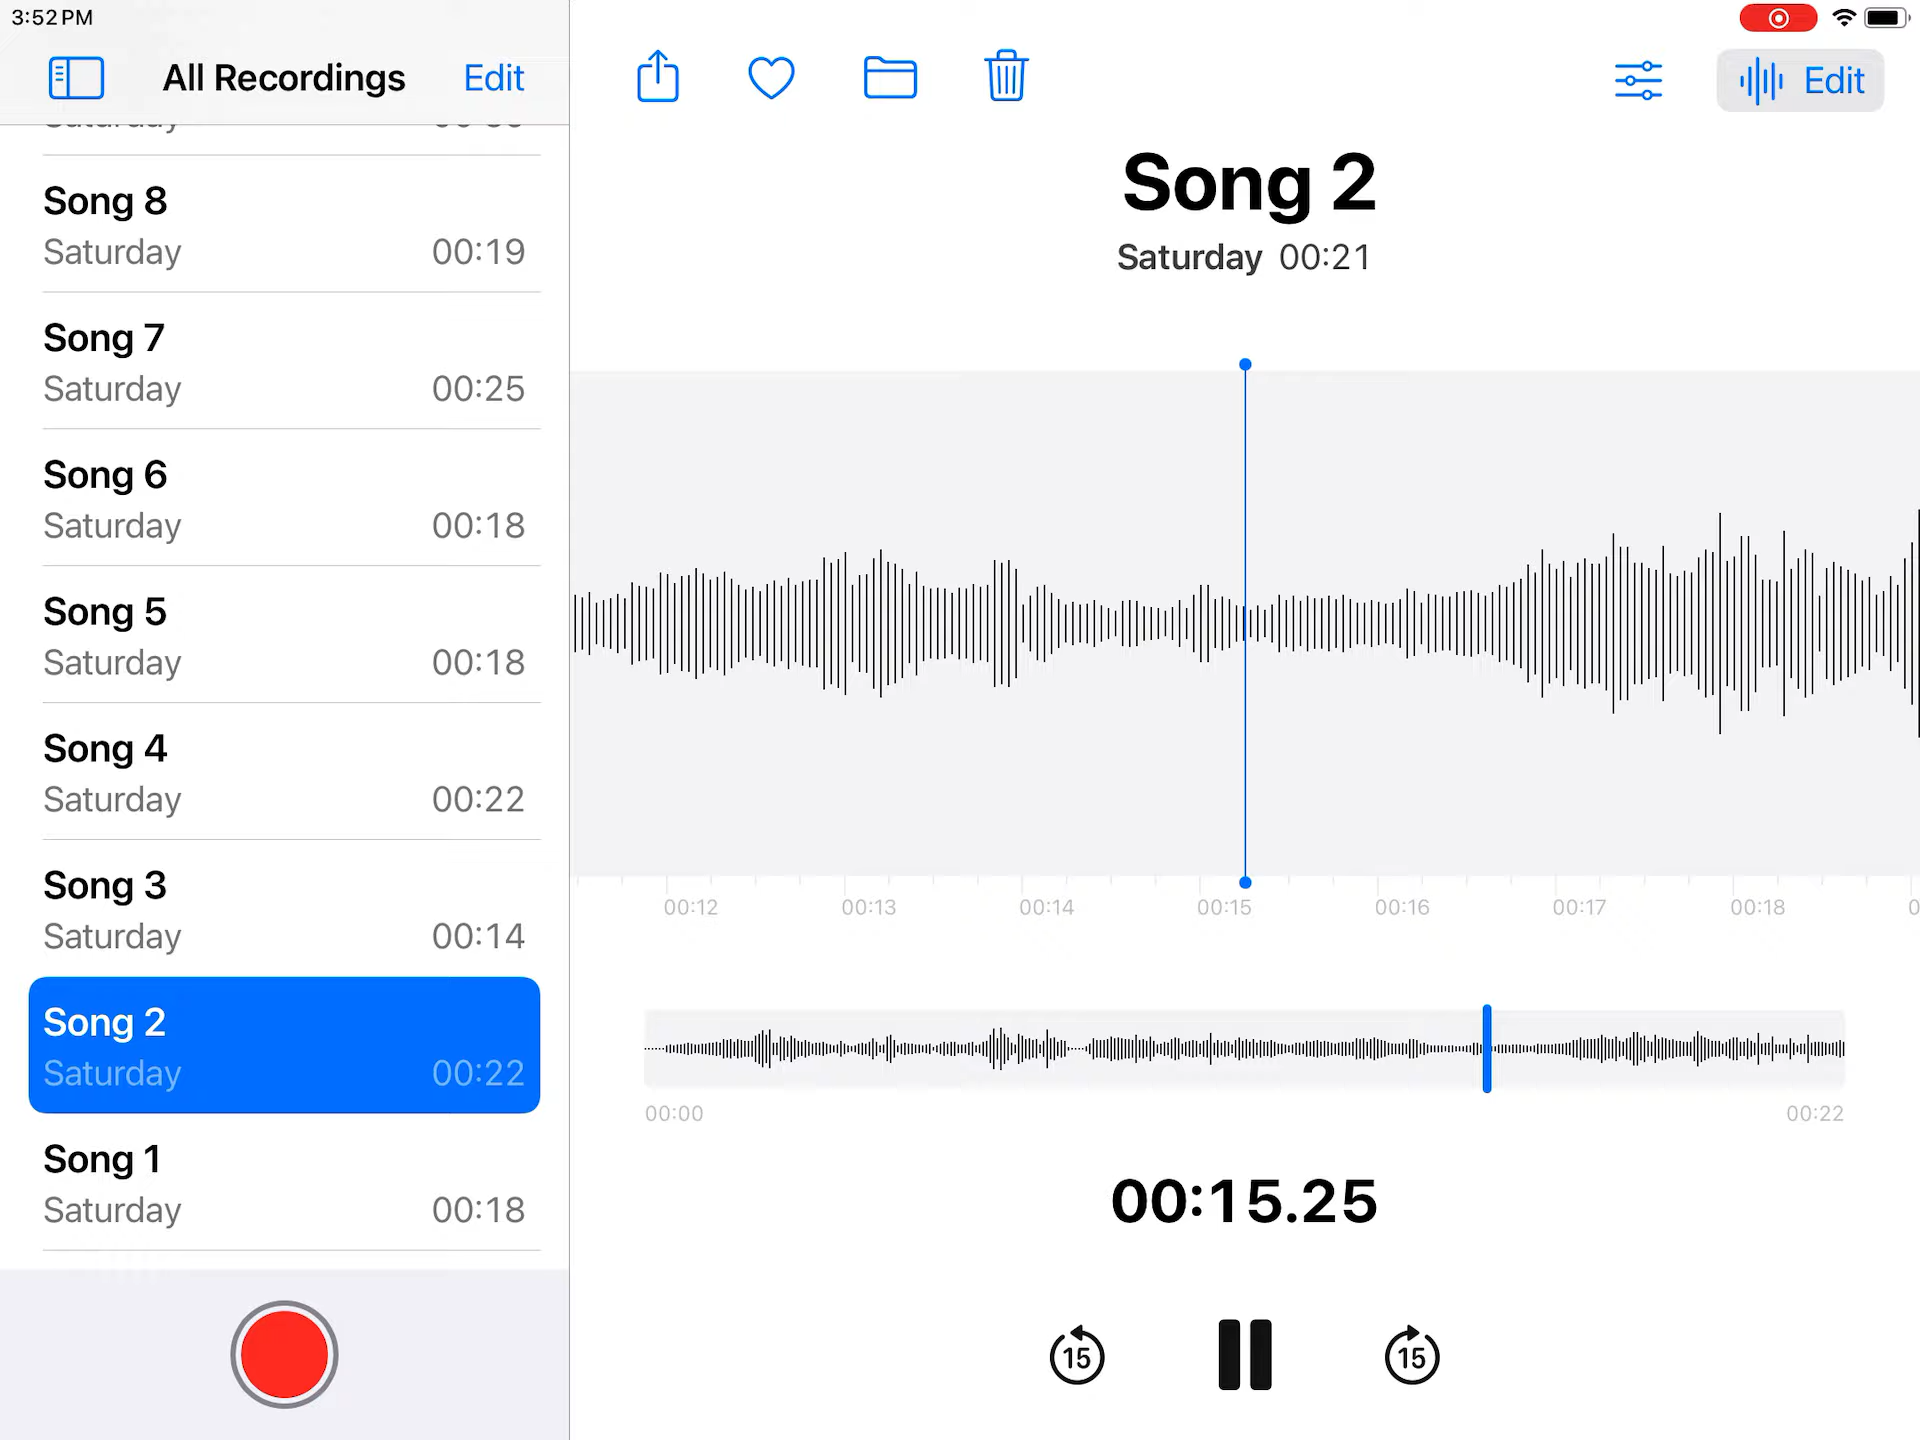 3:52 PM
All Recordings
Edit
Edit
Saturday
Song 8
Saturday 00:19
Song 7
Saturday 00:25
Song 6
Saturday 00:18
Song 5
Saturday 00:18
Song 4
Saturday 00:22
Song 3
Saturday 00:14
Song 2
Saturday 00:22
Song 1
Saturday 00:18
Song 2
Saturday 00:21
00:12 00:13 00:14 00:15 00:16 00:17 00:18
00:00 00:22
00:15.25
15 15